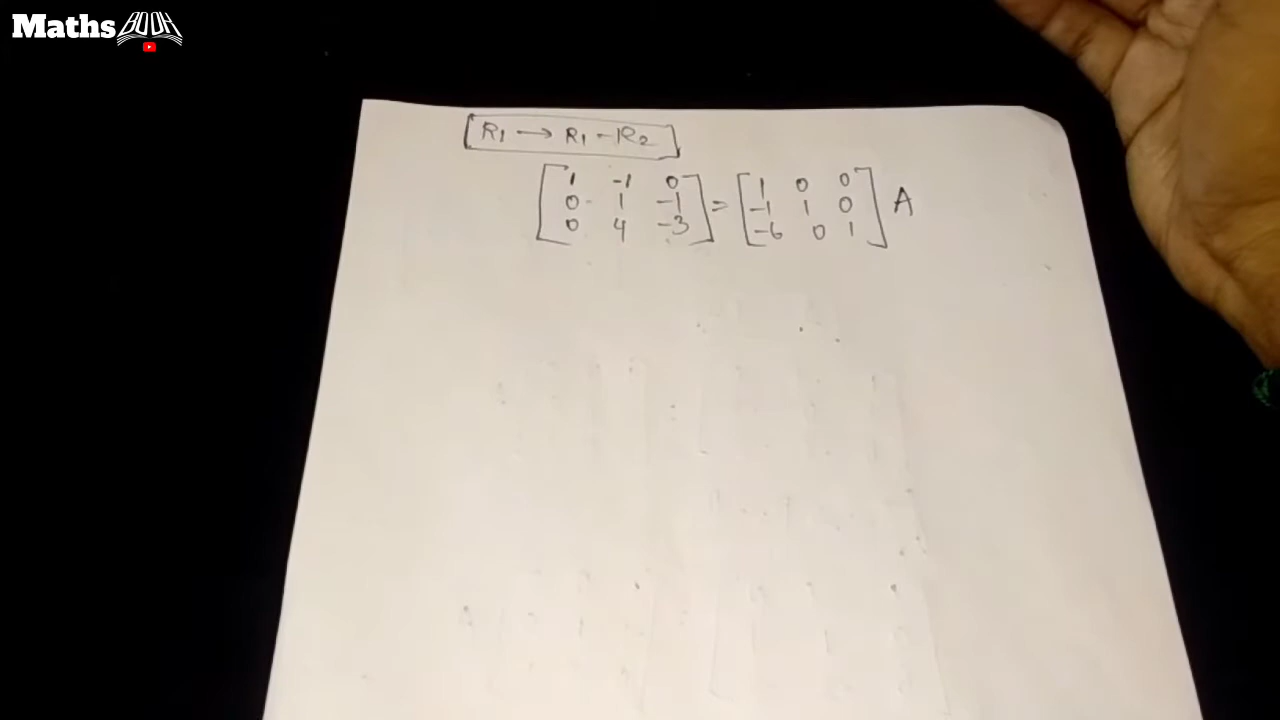 Maths BOOK
R₁ → R₁ - R₂
[1 -1 0] = [1 0 0] A
[0 1 -1] [-1 1 0]
[0 4 -3] [-6 0 1]